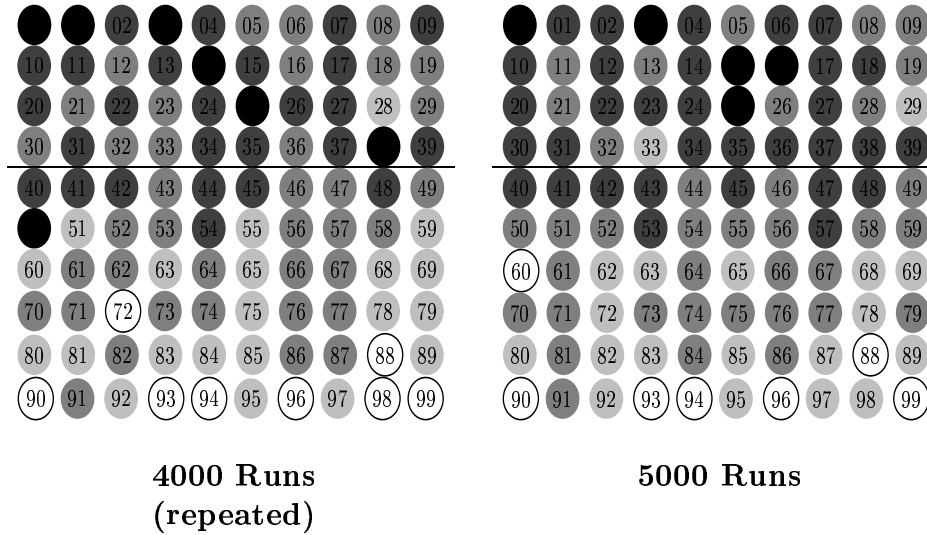 02 04 05 06 07 08 09
10 11 12 13 15 16 17 18 19
20 21 22 23 24 26 27 28 29
30 31 32 33 34 35 36 37 39
40 41 42 43 44 45 46 47 48 49
51 52 53 54 55 56 57 58 59
60 61 62 63 64 65 66 67 68 69
70 71 72 73 74 75 76 77 78 79
80 81 82 83 84 85 86 87 88 89
90 91 92 93 94 95 96 97 98 99
4000 Runs
(repeated)
01 02 04 05 06 07 08 09
10 11 12 13 14 17 18 19
20 21 22 23 24 26 27 28 29
30 31 32 33 34 35 36 37 38 39
40 41 42 43 44 45 46 47 48 49
50 51 52 53 54 55 56 57 58 59
60 61 62 63 64 65 66 67 68 69
70 71 72 73 74 75 76 77 78 79
80 81 82 83 84 85 86 87 88 89
90 91 92 93 94 95 96 97 98 99
5000 Runs